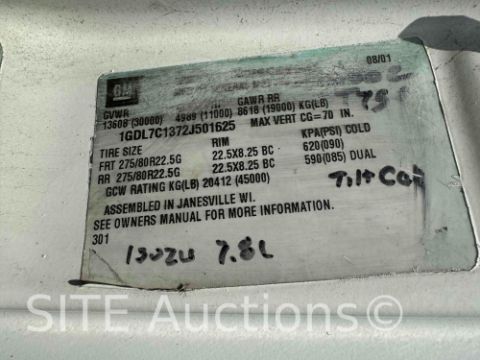 08/01
GM
GVWR GAWR RR
13608 (30000) 4989 (11000) 8618 (19000) KG(LB)
1GDL7C1372J501625 MAX VERT CG=70 IN.
TIRE SIZE RIM KPA(PSI) COLD
FRT 275/80R22.5G 22.5X8.25 BC 620(090)
RR 275/80R22.5G 22.5X8.25 BC 590(085) DUAL
GCW RATING KG(LB) 20412 (45000)
Tilt Cab
ASSEMBLED IN JANESVILLE WI.
SEE OWNERS MANUAL FOR MORE INFORMATION.
301
ISUZU 7.8L
SITE Auctions.com